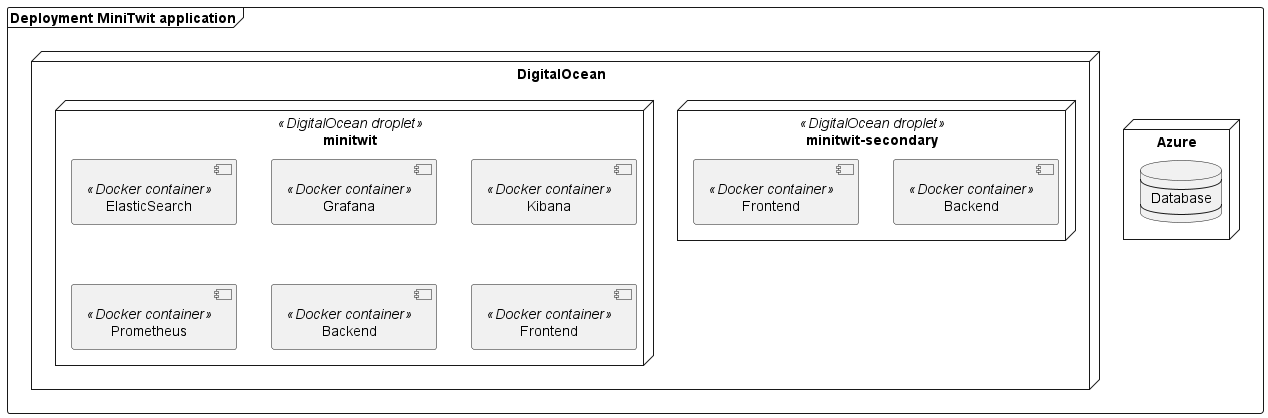 Deployment MiniTwit application
DigitalOcean
«DigitalOcean droplet»
minitwit
«Docker container»
ElasticSearch
«Docker container»
Grafana
«Docker container»
Kibana
«Docker container»
Prometheus
«Docker container»
Backend
«Docker container»
Frontend
«DigitalOcean droplet»
minitwit-secondary
«Docker container»
Frontend
«Docker container»
Backend
Azure
Database